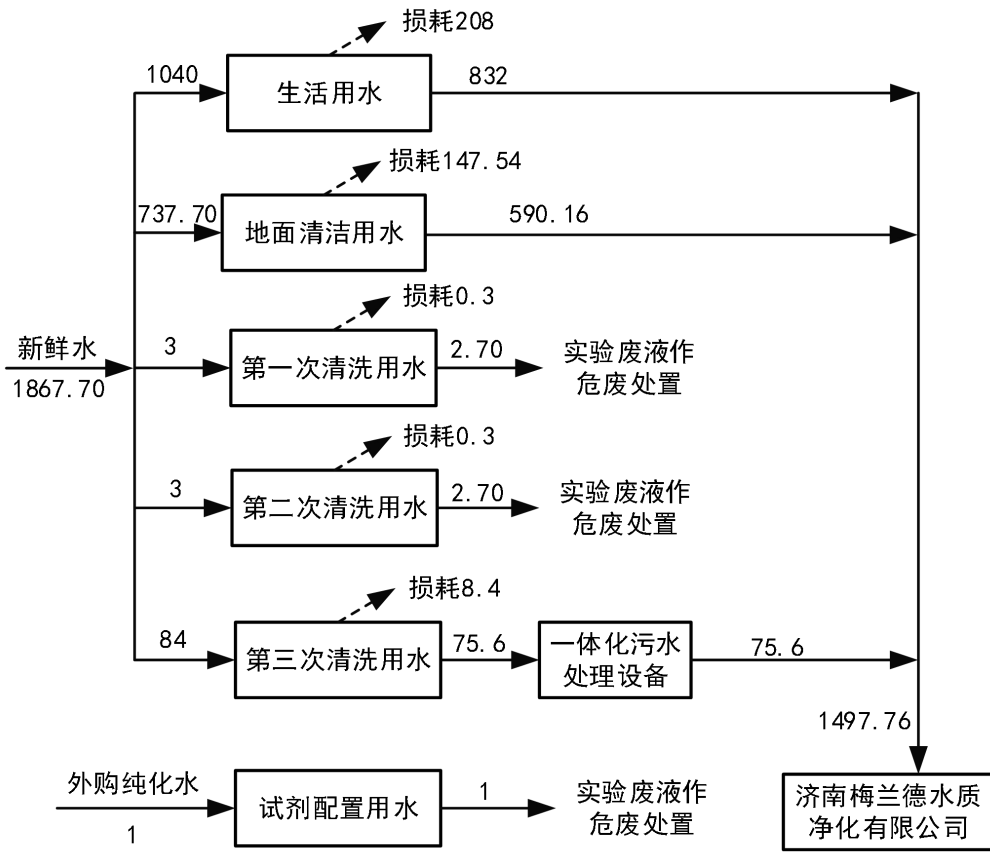 损耗208
1040
生活用水
832
损耗147.54
737.70
地面清洁用水
590.16
损耗0.3
新鲜水
1867.70
3
第一次清洗用水
2.70
实验废液作
危废处置
损耗0.3
3
第二次清洗用水
2.70
实验废液作
危废处置
损耗8.4
84
第三次清洗用水
75.6
一体化污水
处理设备
75.6
1497.76
外购纯化水
1
试剂配置用水
1
实验废液作
危废处置
济南梅兰德水质
净化有限公司